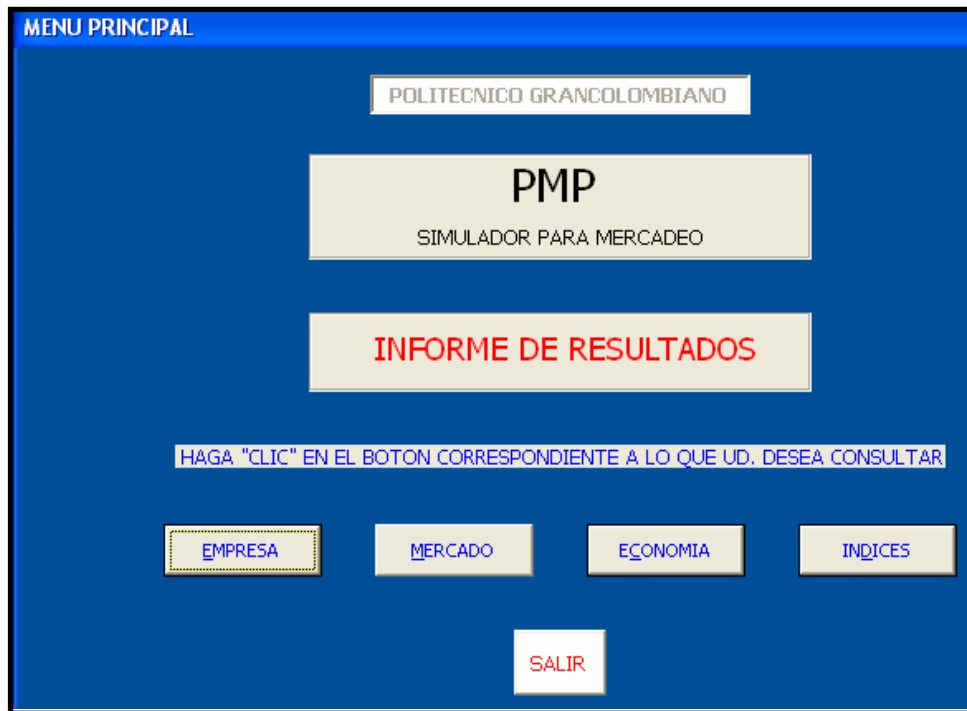 MENU PRINCIPAL
POLITECNICO GRANCOLOMBIANO
PMP
SIMULADOR PARA MERCADEO
INFORME DE RESULTADOS
HAGA "CLIC" EN EL BOTON CORRESPONDIENTE A LO QUE UD. DESEA CONSULTAR
EMPRESA MERCADO ECONOMIA INDICES
SALIR